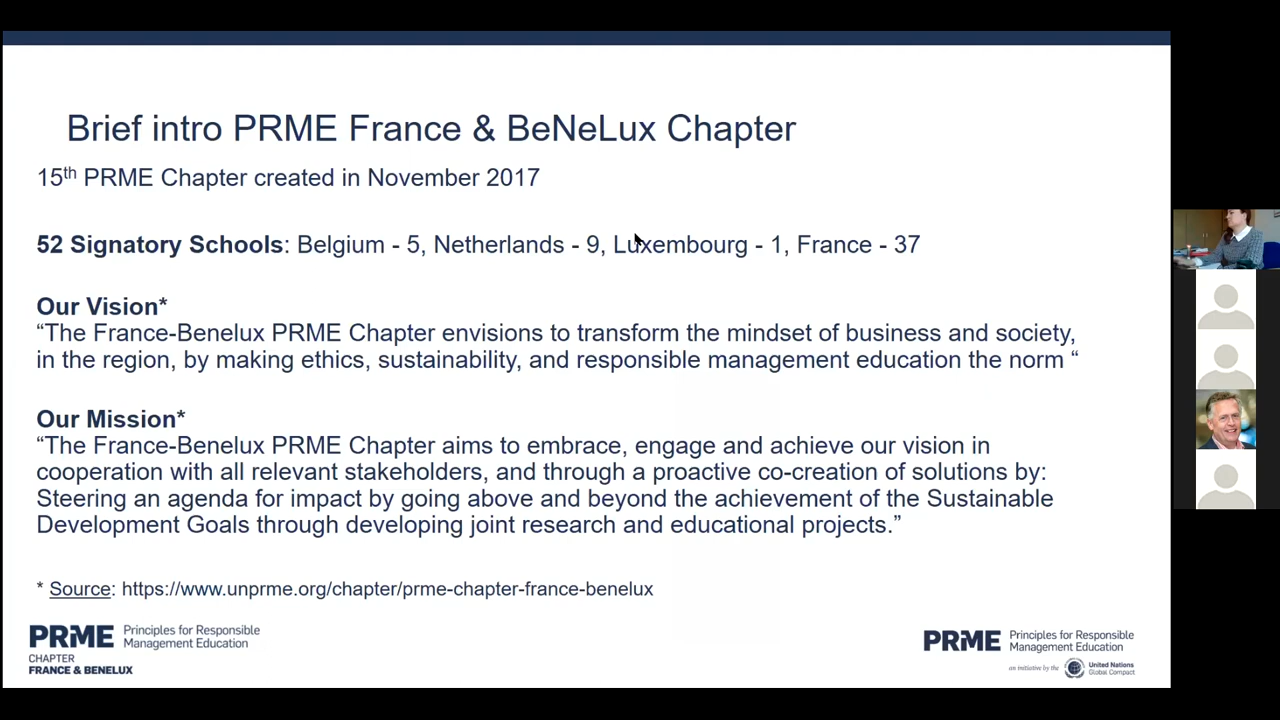 Brief intro PRME France & BeNeLux Chapter
15th PRME Chapter created in November 2017
52 Signatory Schools: Belgium - 5, Netherlands - 9, Luxembourg - 1, France - 37
Our Vision*
“The France-Benelux PRME Chapter envisions to transform the mindset of business and society,
in the region, by making ethics, sustainability, and responsible management education the norm “
Our Mission*
“The France-Benelux PRME Chapter aims to embrace, engage and achieve our vision in
cooperation with all relevant stakeholders, and through a proactive co-creation of solutions by:
Steering an agenda for impact by going above and beyond the achievement of the Sustainable
Development Goals through developing joint research and educational projects.”
* Source: https://www.unprme.org/chapter/prme-chapter-france-benelux
PRME Principles for Responsible
Management Education
CHAPTER
FRANCE & BENELUX
PRME Principles for Responsible
Management Education
an initiative by the United Nations
Global Compact